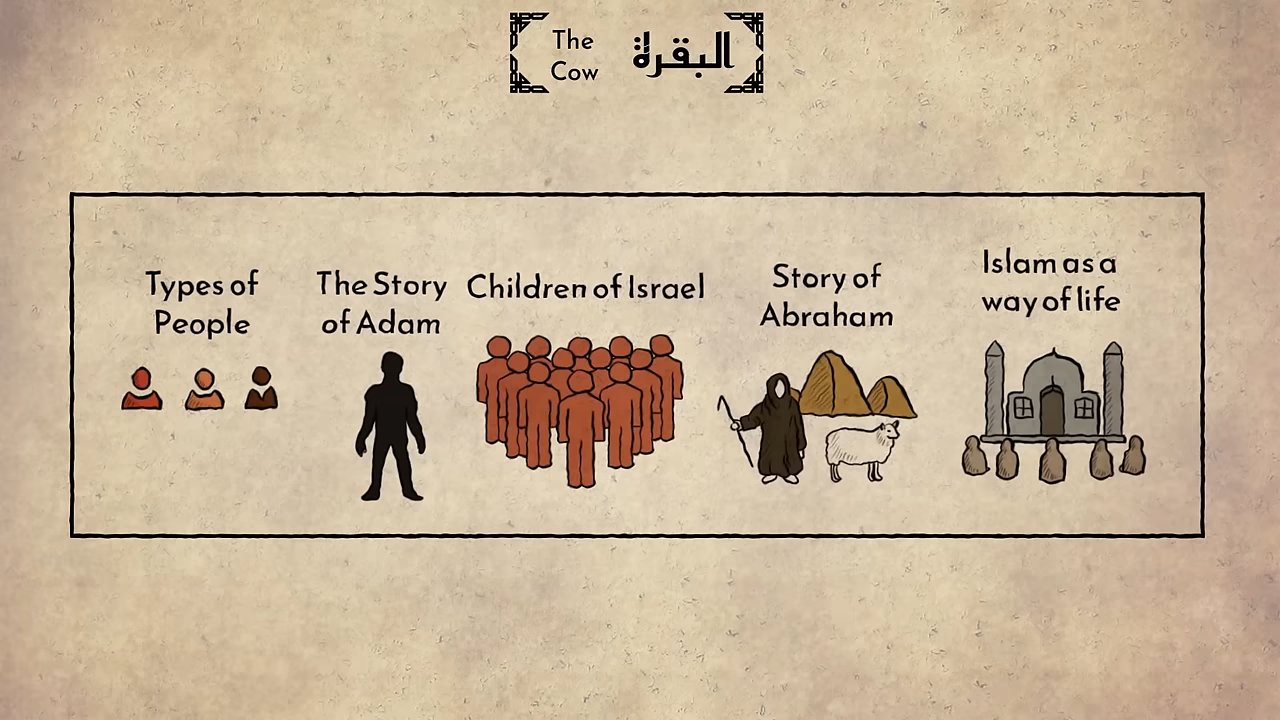 The
Cow
البقرة
Types of
People
The Story
of Adam
Children of Israel
Story of
Abraham
Islam as a
way of life